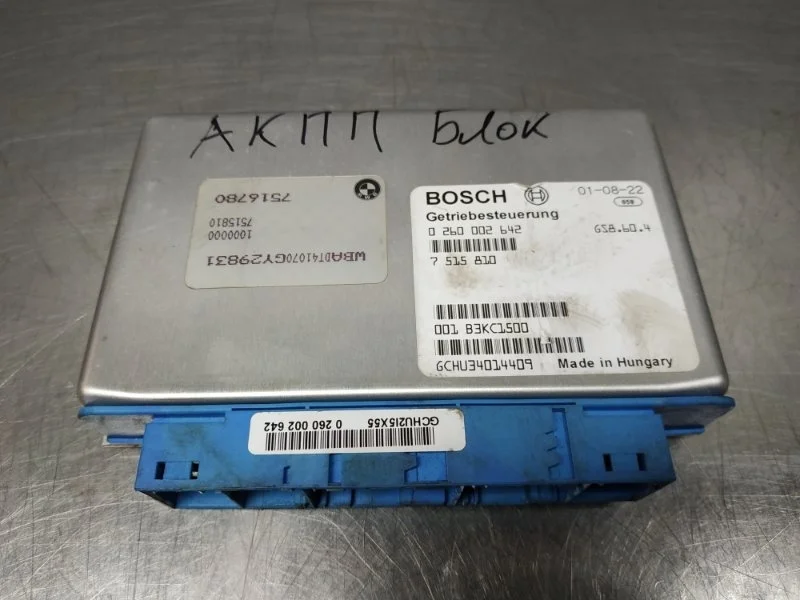 АКПП Блок
7516780
7515810
1000000
WBADT41070GY29831
BOSCH
01-08-22
Getriebesteuerung
0 260 002 642
GS8.60.4
7 515 810
001 B3KC1500
GCHU34014409
Made in Hungary
0 260 002 642
GCHU2I5X55